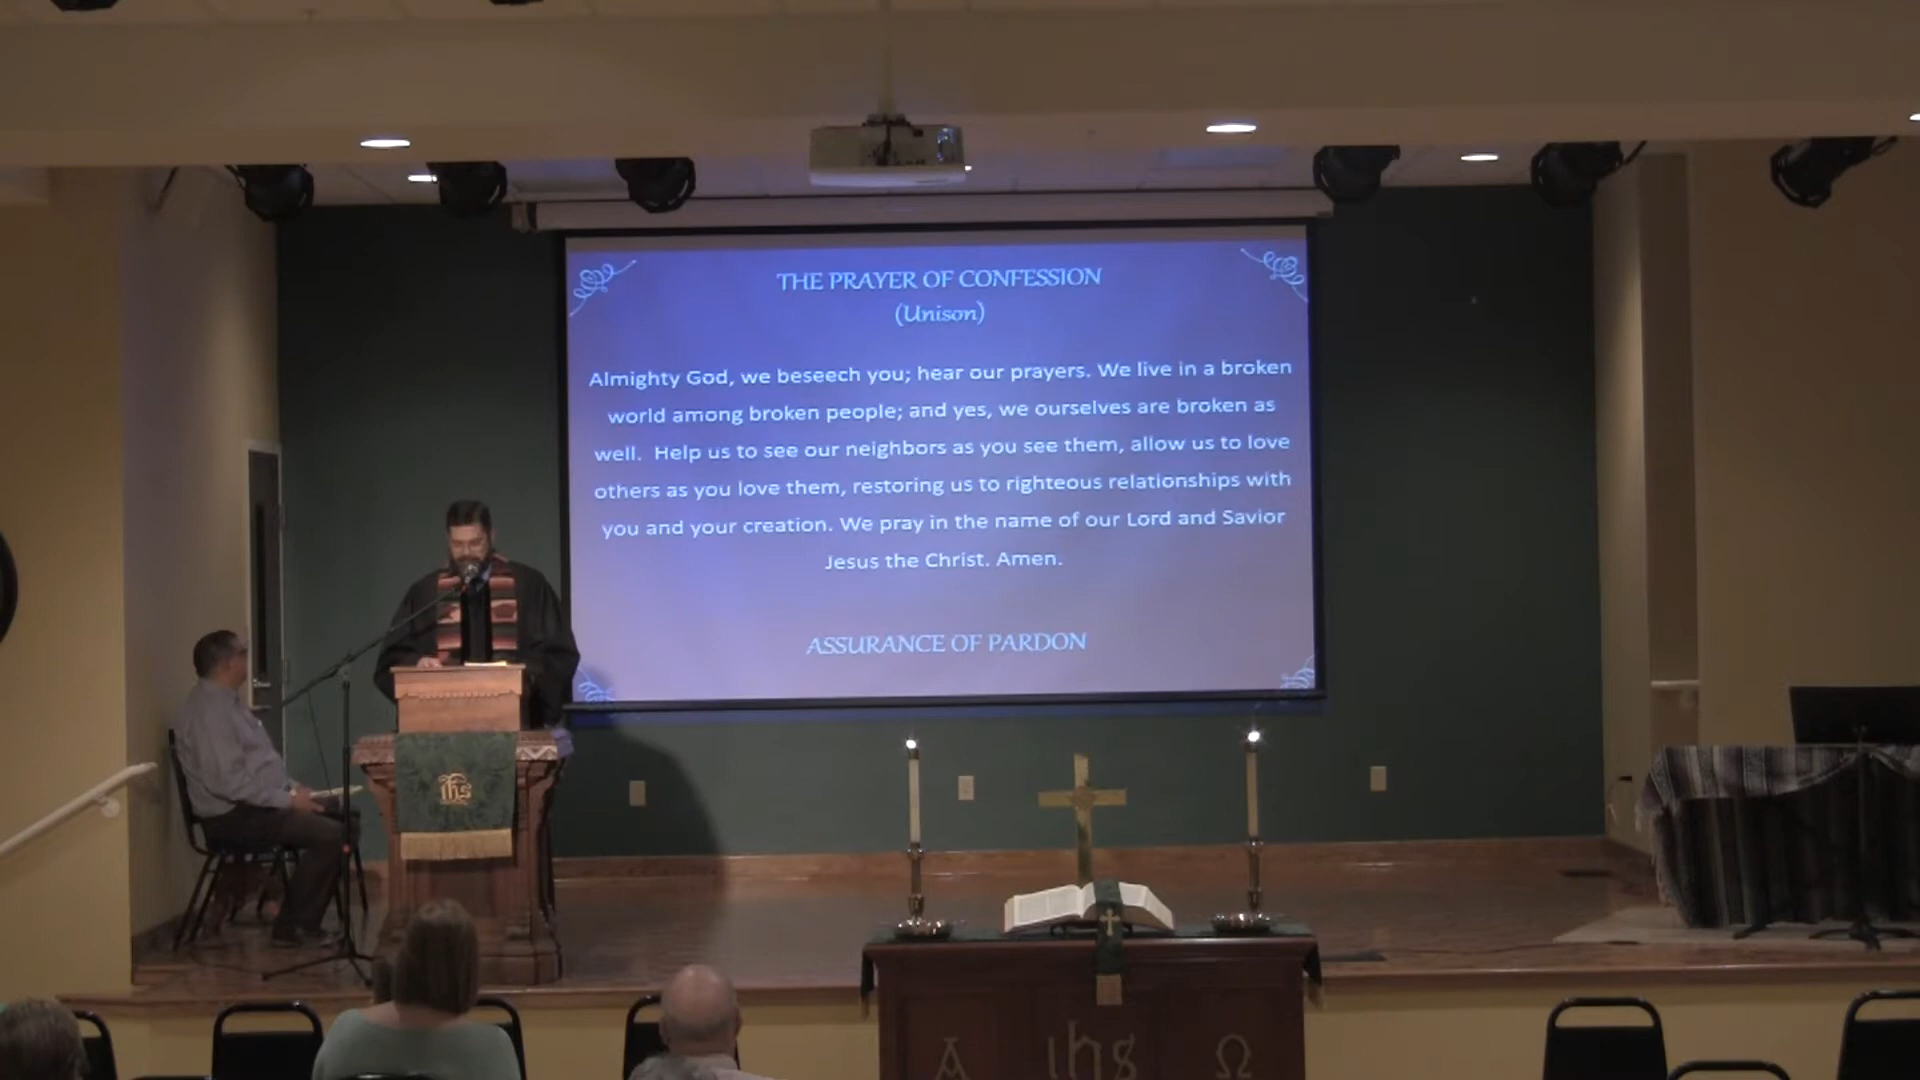 THE PRAYER OF CONFESSION
(Unison)
Almighty God, we beseech you; hear our prayers. We live in a broken
world among broken people; and yes, we ourselves are broken as
well.  Help us to see our neighbors as you see them, allow us to love
others as you love them, restoring us to righteous relationships with
you and your creation. We pray in the name of our Lord and Savior
Jesus the Christ. Amen.
ASSURANCE OF PARDON
ihs
A ihs Ω